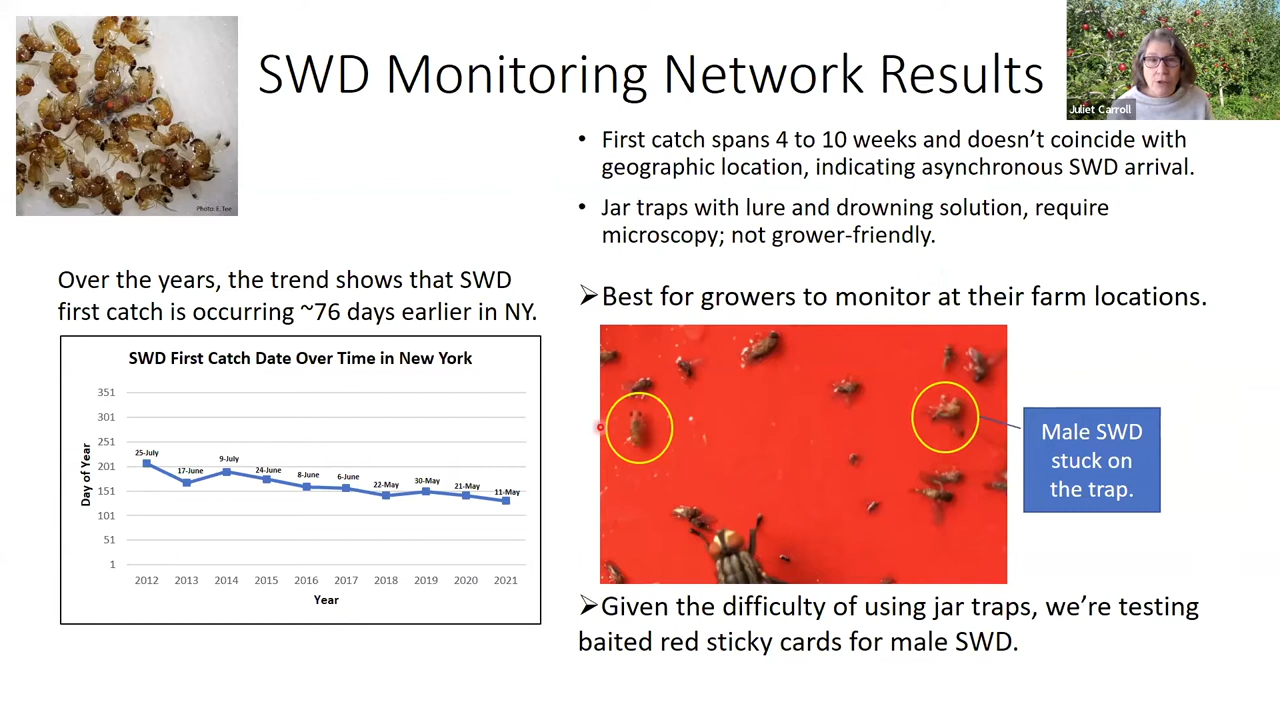 SWD Monitoring Network Results
Juliet Carroll
Photo: E. Tee
• First catch spans 4 to 10 weeks and doesn’t coincide with
geographic location, indicating asynchronous SWD arrival.
• Jar traps with lure and drowning solution, require
microscopy; not grower-friendly.
Over the years, the trend shows that SWD
first catch is occurring ~76 days earlier in NY.
➢Best for growers to monitor at their farm locations.
SWD First Catch Date Over Time in New York
Day of Year
351
301
251
201
151
101
51
1
25-July
17-June
9-July
24-June
8-June
6-June
22-May
30-May
21-May
11-May
2012 2013 2014 2015 2016 2017 2018 2019 2020 2021
Year
Male SWD
stuck on
the trap.
➢Given the difficulty of using jar traps, we’re testing
baited red sticky cards for male SWD.